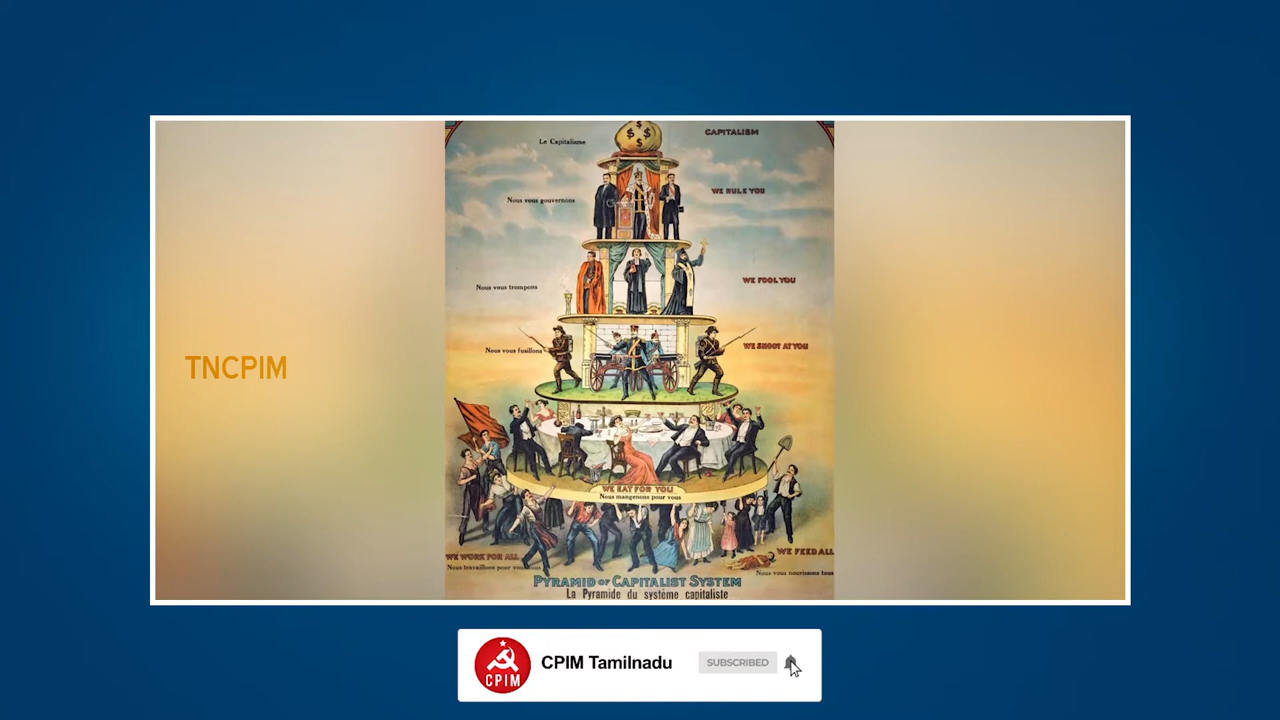 Le Capitalisme
CAPITALISM
Nous vous gouvernons
WE RULE YOU
Nous vous trompons
WE FOOL YOU
TNCPIM
Nous vous fusillons
WE SHOOT AT YOU
WE EAT FOR YOU
Nous mangeons pour vous
WE WORK FOR ALL
Nous travaillons pour vous tous
WE FEED ALL
Nous vous nourissons tous
PYRAMID OF CAPITALIST SYSTEM
La Pyramide du système capitaliste
CPIM
CPIM Tamilnadu
SUBSCRIBED